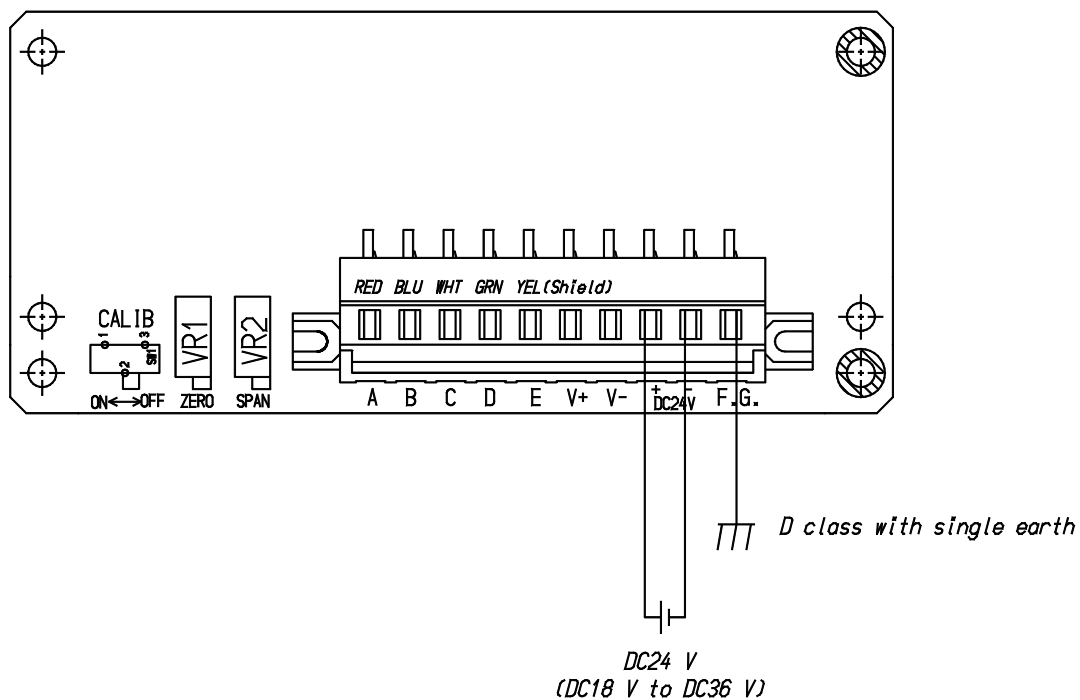 RED BLU WHT GRN YEL(Shield)
CALIB
1 3
SW1
2
VR1
VR2
ON<->OFF ZERO SPAN
A B C D E V+ V- + - F.G.
DC24V
D class with single earth
DC24 V
(DC18 V to DC36 V)